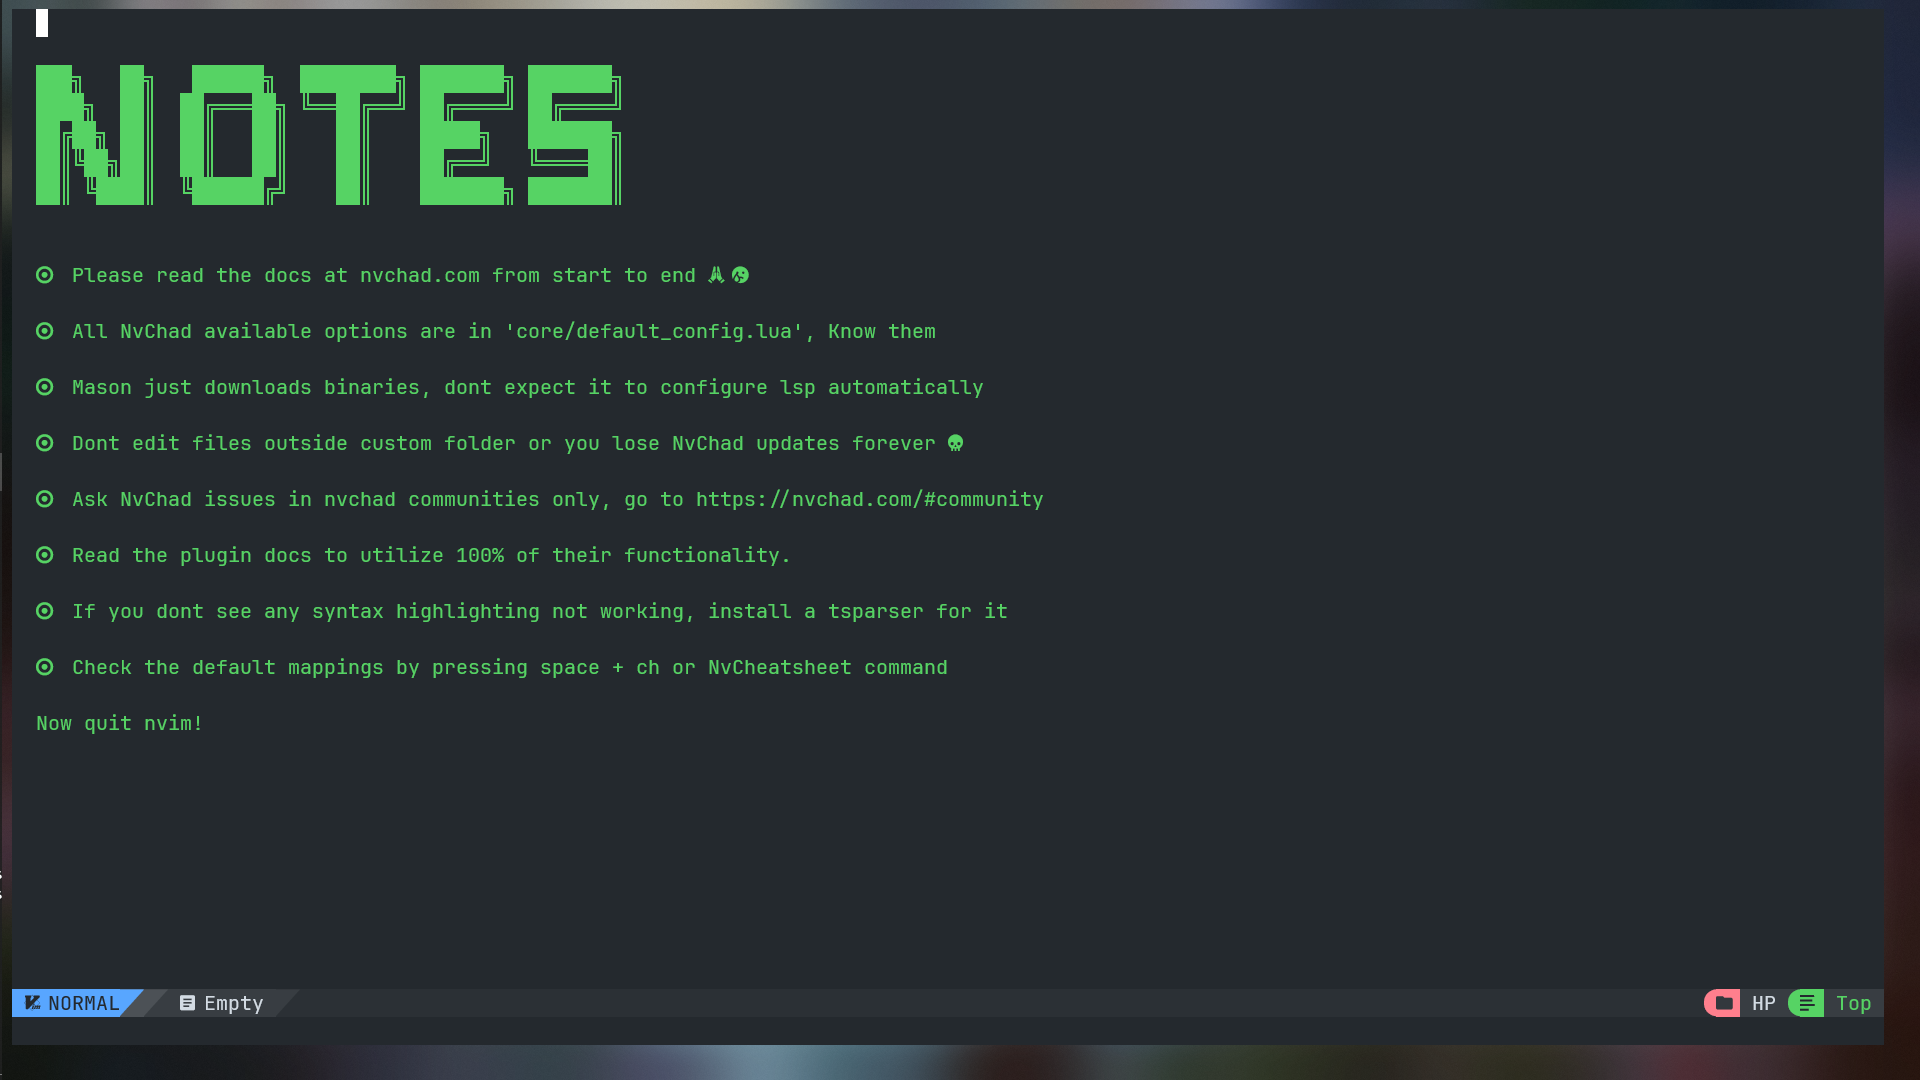 NOTES
Please read the docs at nvchad.com from start to end
All NvChad available options are in 'core/default_config.lua', Know them
Mason just downloads binaries, dont expect it to configure lsp automatically
Dont edit files outside custom folder or you lose NvChad updates forever
Ask NvChad issues in nvchad communities only, go to https://nvchad.com/#community
Read the plugin docs to utilize 100% of their functionality.
If you dont see any syntax highlighting not working, install a tsparser for it
Check the default mappings by pressing space + ch or NvCheatsheet command
Now quit nvim!
NORMAL Empty HP Top